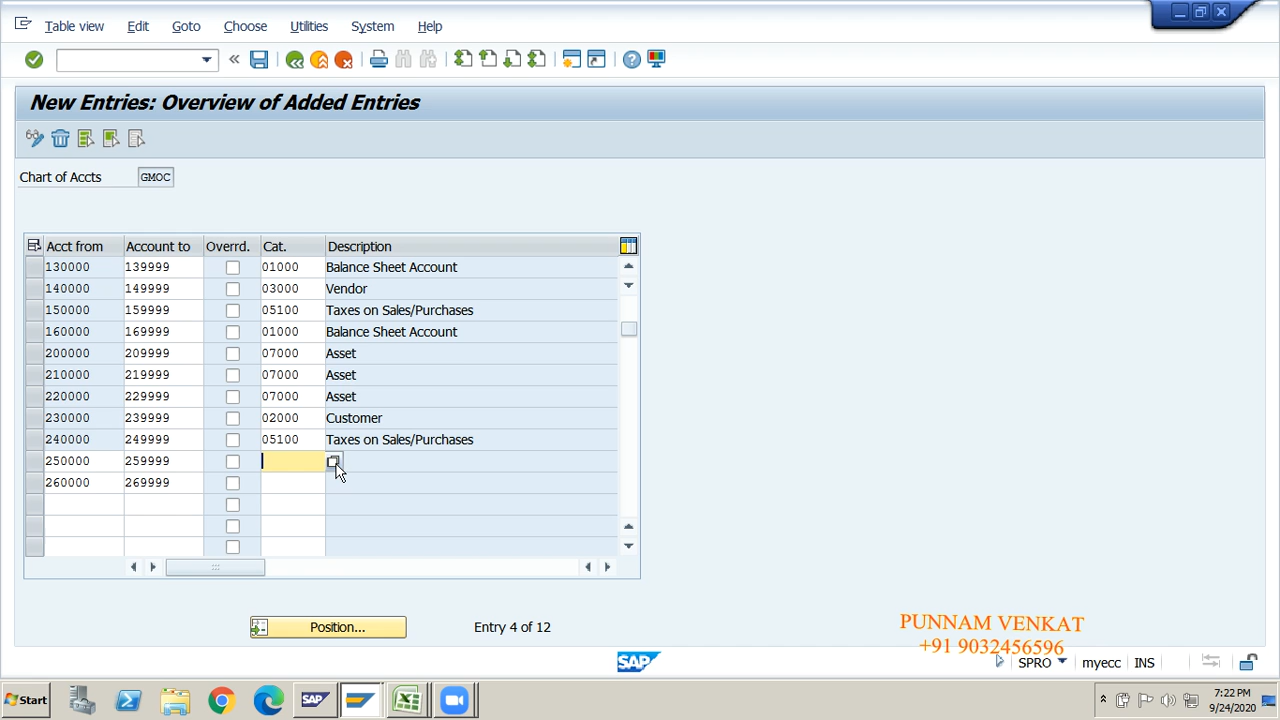 Table view Edit Goto Choose Utilities System Help
New Entries: Overview of Added Entries
Chart of Accts GMOC
Acct from Account to Overrd. Cat. Description
130000 139999 01000 Balance Sheet Account
140000 149999 03000 Vendor
150000 159999 05100 Taxes on Sales/Purchases
160000 169999 01000 Balance Sheet Account
200000 209999 07000 Asset
210000 219999 07000 Asset
220000 229999 07000 Asset
230000 239999 02000 Customer
240000 249999 05100 Taxes on Sales/Purchases
250000 259999
260000 269999
Position... Entry 4 of 12
PUNNAM VENKAT
+91 9032456596
SAP SPRO myecc INS
Start SAP 7:22 PM
9/24/2020